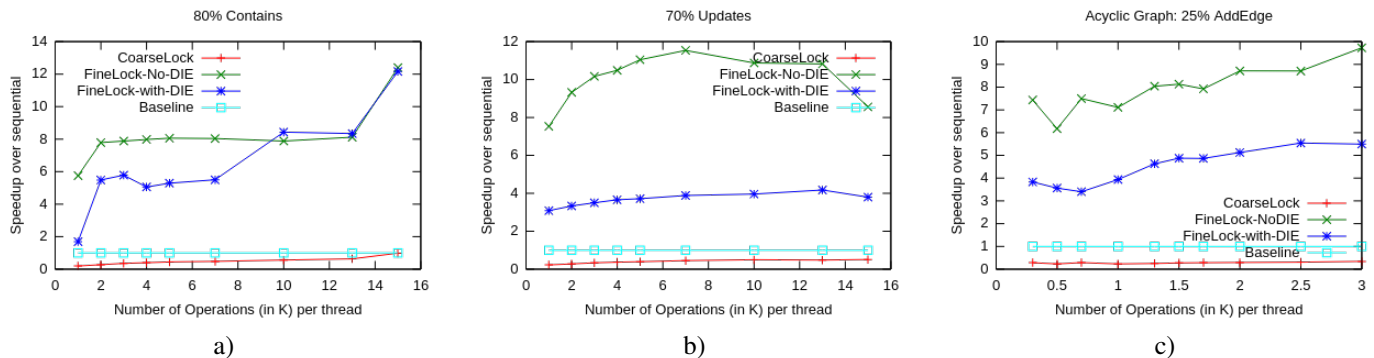 80% Contains
14
12
10
8
6
4
2
0
0 2 4 6 8 10 12 14 16
Speedup over sequential
Number of Operations (in K) per thread
CoarseLock
FineLock-No-DIE
FineLock-with-DIE
Baseline
a)
70% Updates
12
10
8
6
4
2
0
0 2 4 6 8 10 12 14 16
Speedup over sequential
Number of Operations (in K) per thread
CoarseLock
FineLock-No-DIE
FineLock-with-DIE
Baseline
b)
Acyclic Graph: 25% AddEdge
10
9
8
7
6
5
4
3
2
1
0
0 0.5 1 1.5 2 2.5 3
Speedup over sequential
Number of Operations (in K) per thread
CoarseLock
FineLock-NoDIE
FineLock-with-DIE
Baseline
c)